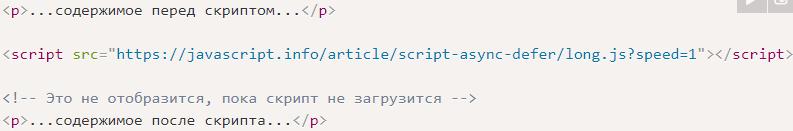 <p>...содержимое перед скриптом...</p>
<script src="https://javascript.info/article/script-async-defer/long.js?speed=1"></script>
<!-- Это не отобразится, пока скрипт не загрузится -->
<p>...содержимое после скрипта...</p>